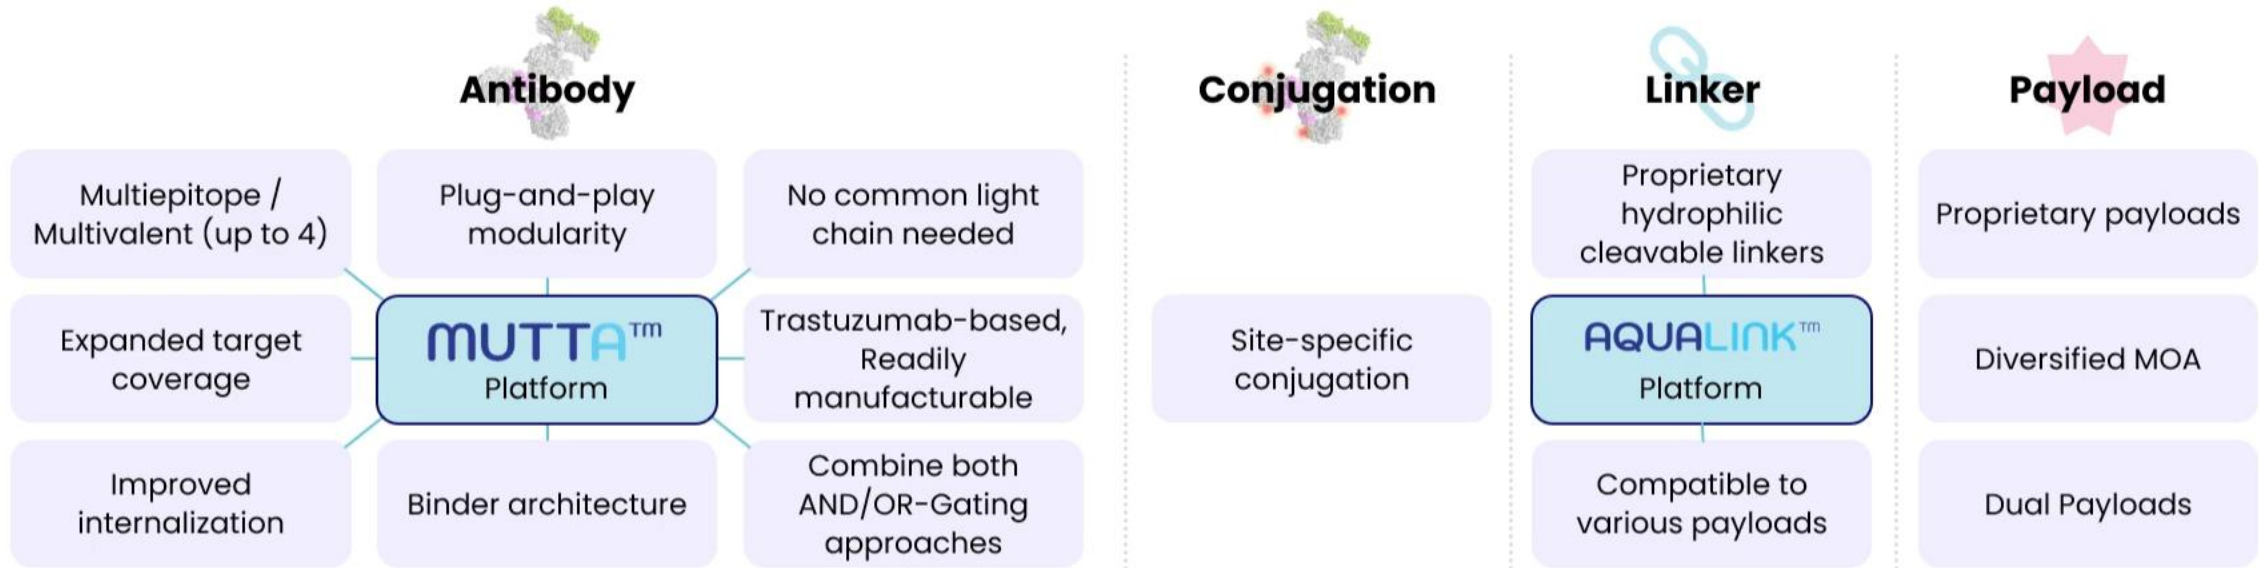 Antibody
Conjugation
Linker
Payload
Multiepitope /
Multivalent (up to 4)
Plug-and-play
modularity
No common light
chain needed
Expanded target
coverage
MUTTA™
Platform
Trastuzumab-based,
Readily
manufacturable
Improved
internalization
Binder architecture
Combine both
AND/OR-Gating
approaches
Site-specific
conjugation
Proprietary
hydrophilic
cleavable linkers
AQUALINK™
Platform
Compatible to
various payloads
Proprietary payloads
Diversified MOA
Dual Payloads